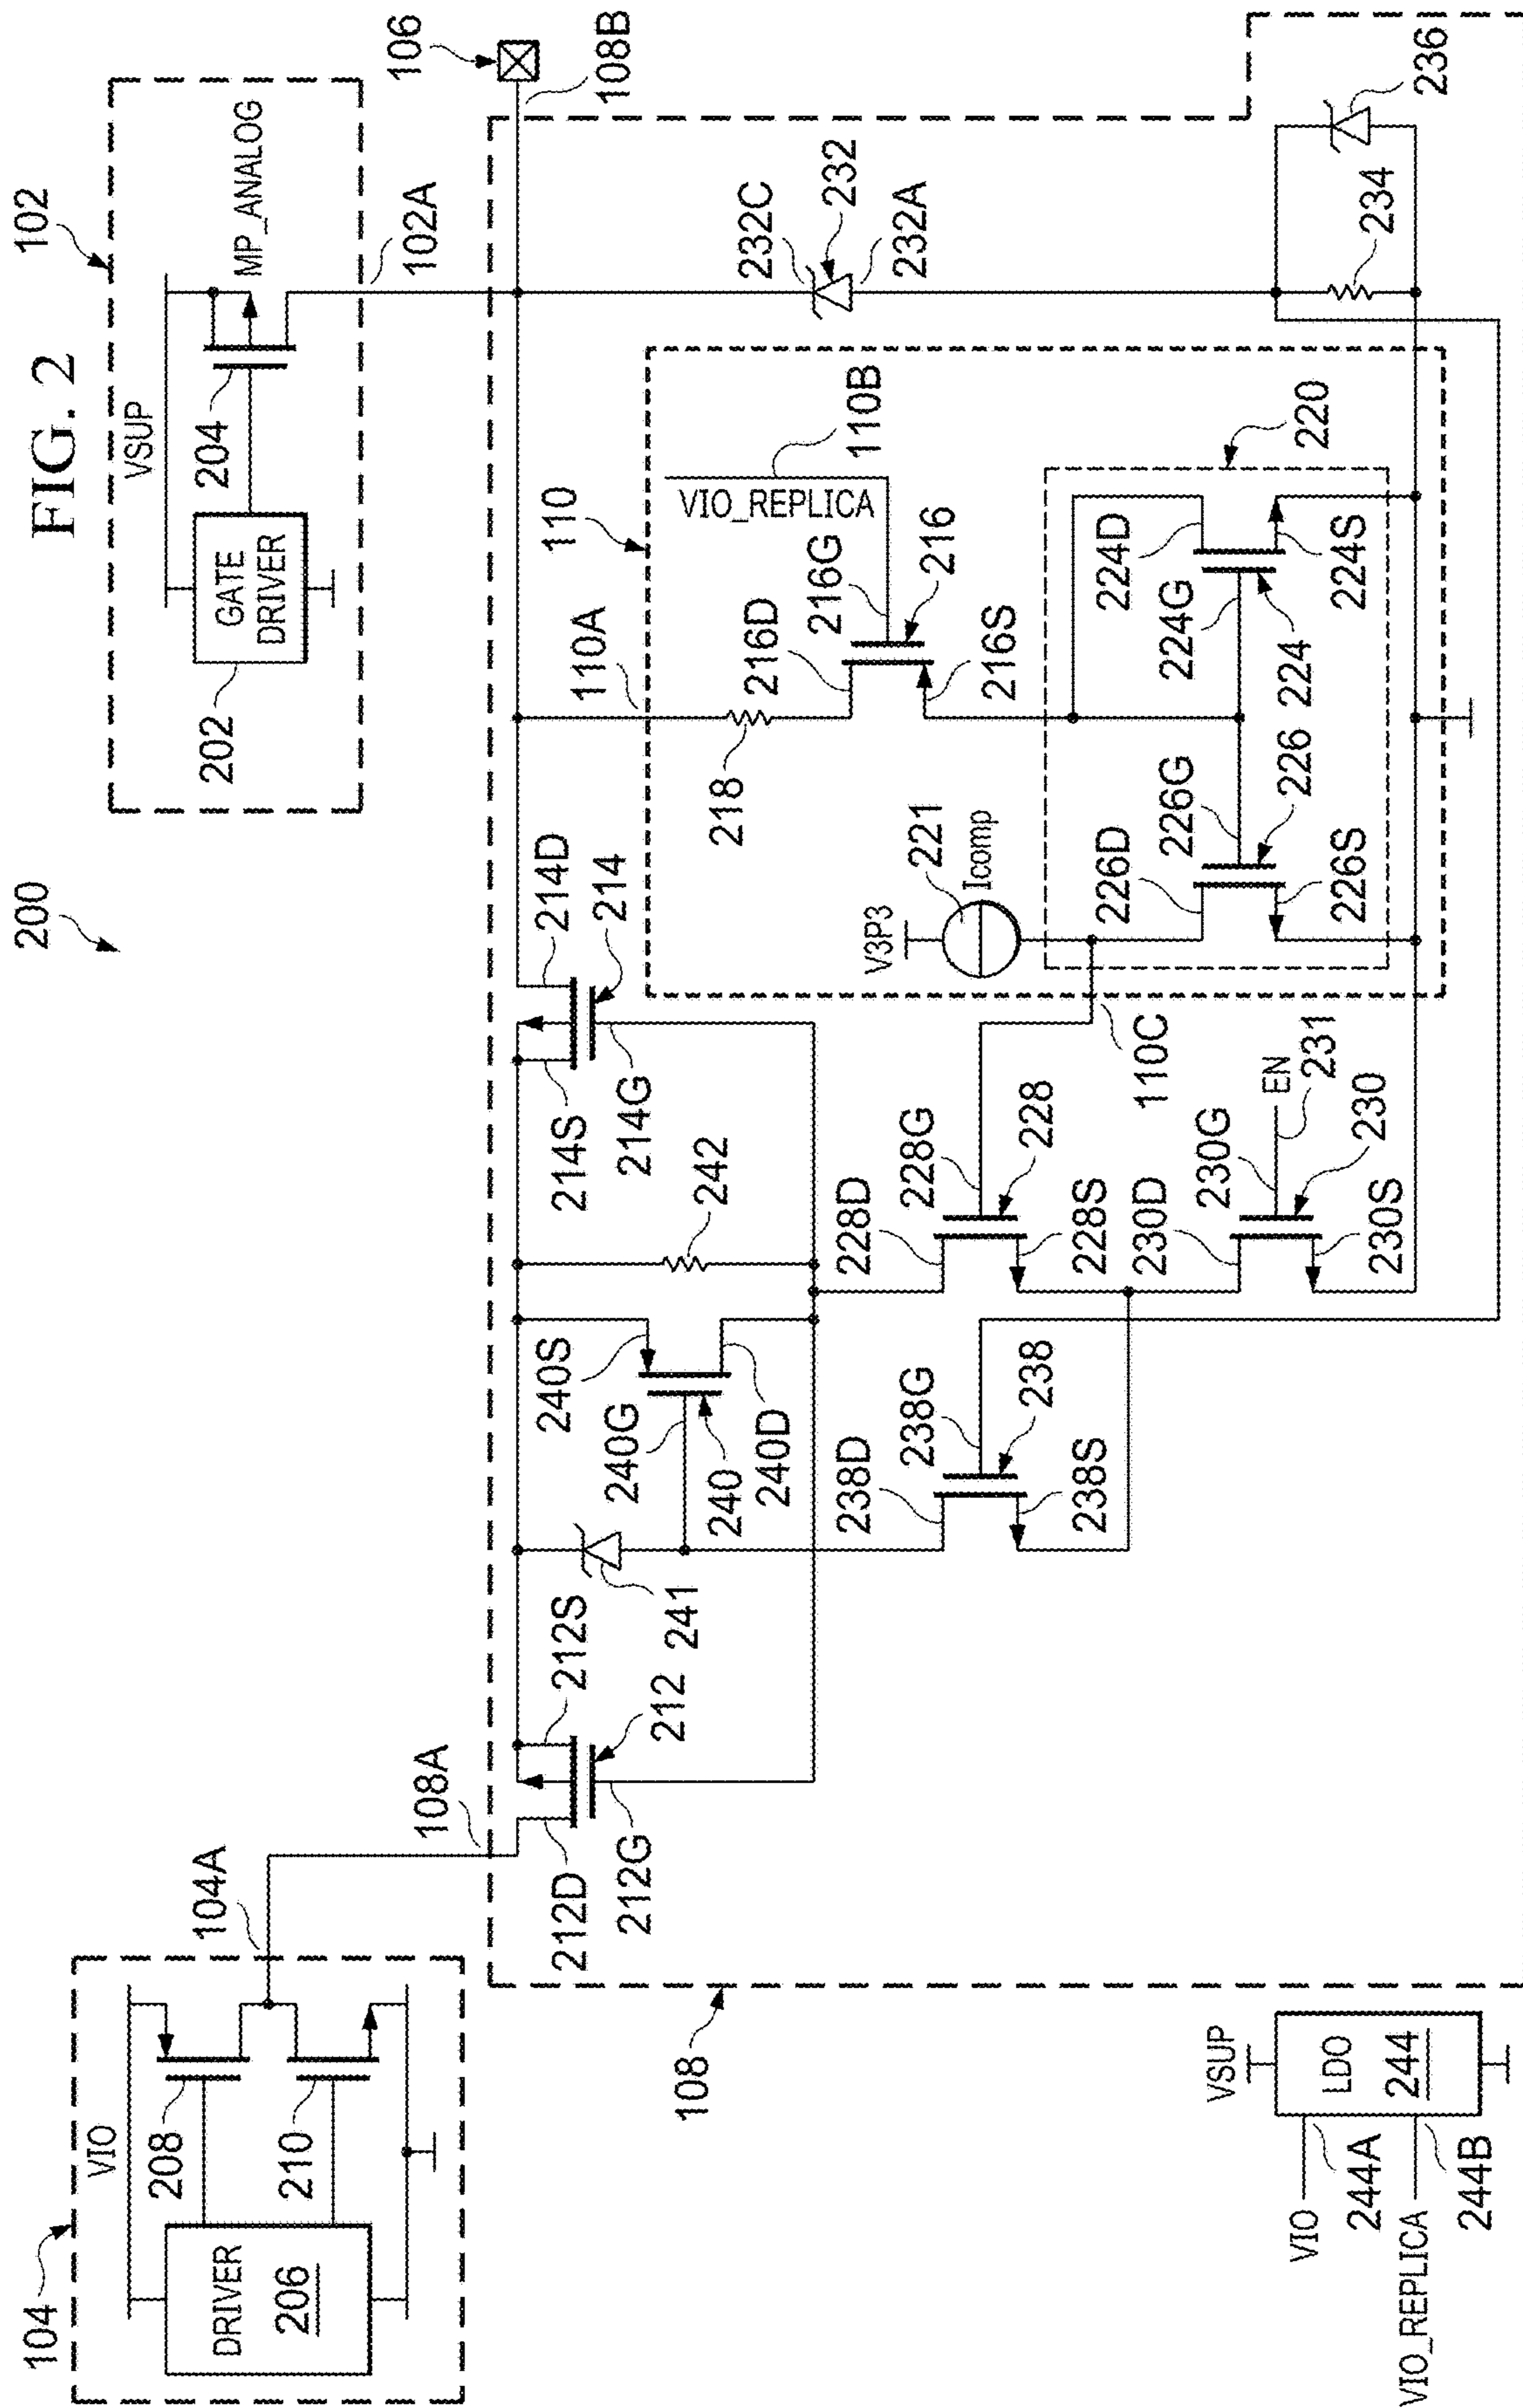 FIG. 2
200
102
VSUP
GATE
DRIVER
202
204
MP_ANALOG
102A
106
108B
104
VIO
DRIVER
206
208
210
104A
108A
108
212D
212S
212G
212
241
240S
240G
240
240D
242
214S
214D
214G
214
110A
110
218
216D
216G
216
216S
VIO_REPLICA
110B
V3P3
221
Icomp
110C
220
226D
226G
226
226S
224D
224G
224
224S
232C
232
232A
234
236
228D
228G
228
228S
230D
230G
230
230S
EN
231
238D
238G
238
238S
VSUP
LDO
244
VIO
244A
VIO_REPLICA
244B